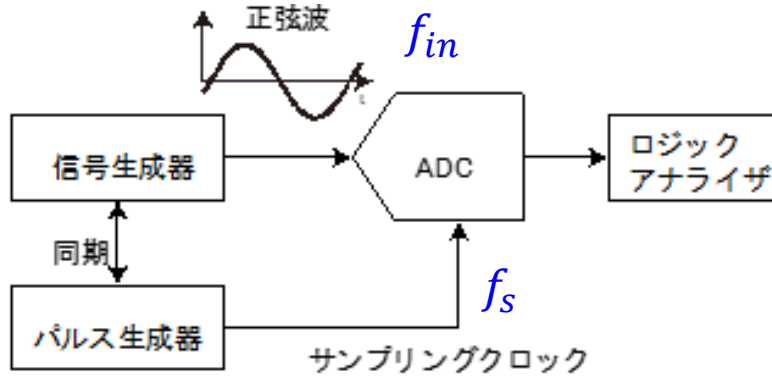 正弦波
f_in
t
信号生成器
ADC
ロジック
アナライザ
同期
f_s
パルス生成器
サンプリングクロック